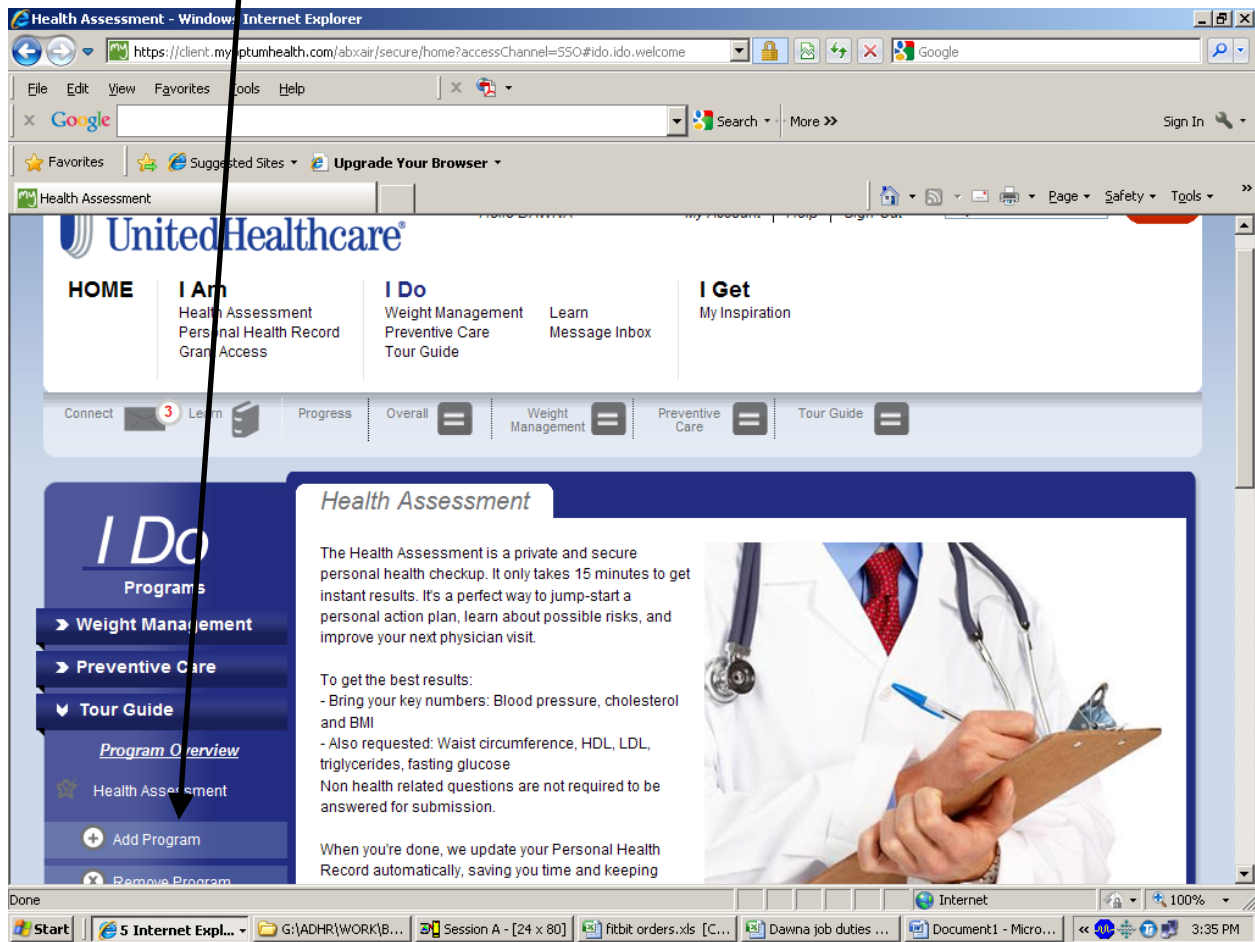 Health Assessment - Windows Internet Explorer
https://client.myoptumhealth.com/abxair/secure/home?accessChannel=SSO#ido.ido.welcome
Google
File Edit View Favorites Tools Help
Google Search More >> Sign In
Favorites Suggested Sites Upgrade Your Browser
Health Assessment Page Safety Tools >>
Hello DAWNA My Account Help Sign Out
UnitedHealthcare®
HOME I Am I Do I Get
Health Assessment Weight Management Learn My Inspiration
Personal Health Record Preventive Care Message Inbox
Grant Access Tour Guide
Connect 3 Learn Progress Overall Weight Management Preventive Care Tour Guide
I Do
Programs
Weight Management
Preventive Care
Tour Guide
Program Overview
Health Assessment
Add Program
Remove Program
Health Assessment
The Health Assessment is a private and secure
personal health checkup. It only takes 15 minutes to get
instant results. It's a perfect way to jump-start a
personal action plan, learn about possible risks, and
improve your next physician visit.
To get the best results:
- Bring your key numbers: Blood pressure, cholesterol
and BMI
- Also requested: Waist circumference, HDL, LDL,
triglycerides, fasting glucose
Non health related questions are not required to be
answered for submission.
When you're done, we update your Personal Health
Record automatically, saving you time and keeping
Done Internet 100%
Start 5 Internet Expl... G:\ADHR\WORK\B... Session A - [24 x 80] fitbit orders.xls [C... Dawna job duties ... Document1 - Micro... « 3:35 PM